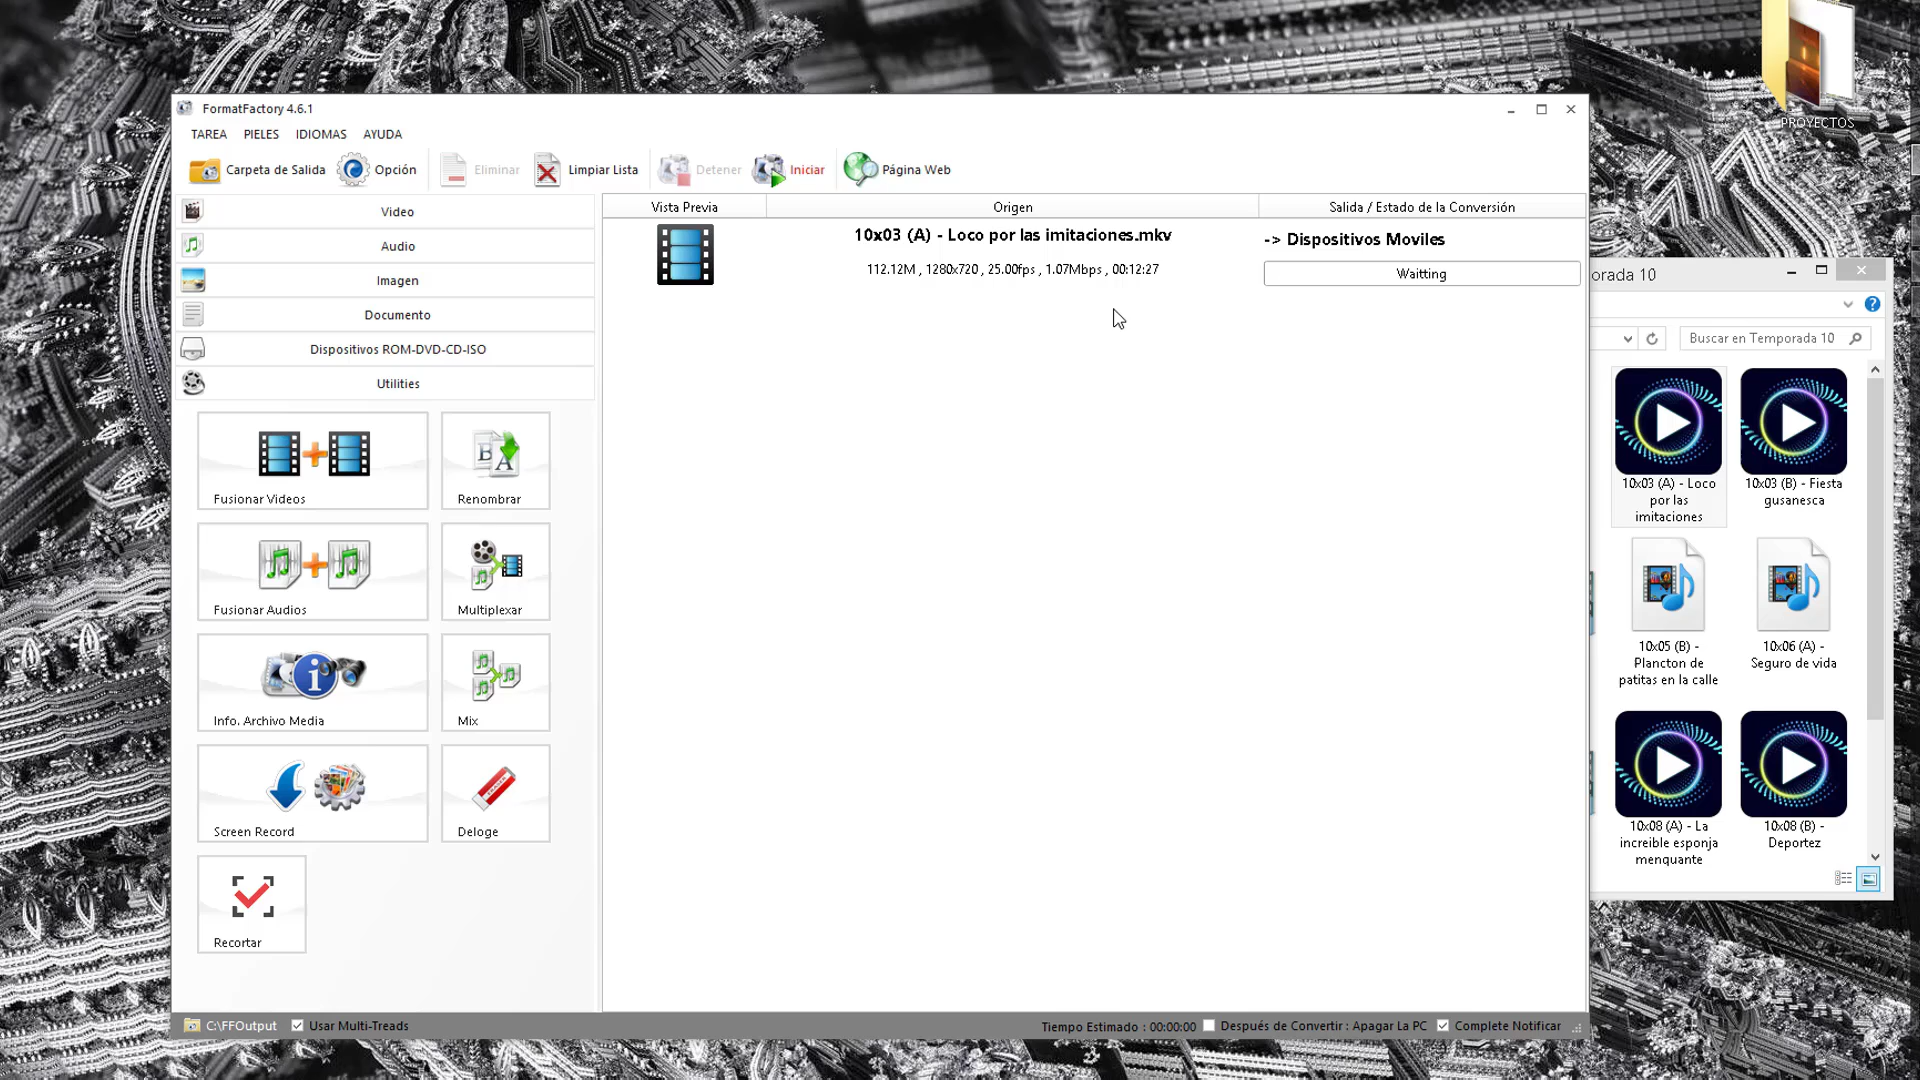 PROYECTOS
FormatFactory 4.6.1
TAREA PIELES IDIOMAS AYUDA
Carpeta de Salida Opción Eliminar Limpiar Lista Detener Iniciar Página Web
Video
Audio
Imagen
Documento
Dispositivos ROM-DVD-CD-ISO
Utilities
Fusionar Videos
Renombrar
Fusionar Audios
Multiplexar
Info. Archivo Media
Mix
Screen Record
Deloge
Recortar
Vista Previa Origen Salida / Estado de la Conversión
10x03 (A) - Loco por las imitaciones.mkv
112.12M , 1280x720 , 25.00fps , 1.07Mbps , 00:12:27
-> Dispositivos Moviles
Waitting
C:\FFOutput Usar Multi-Treads
Tiempo Estimado : 00:00:00 Después de Convertir : Apagar La PC Complete Notificar
orada 10
Buscar en Temporada 10
10x03 (A) - Loco
por las
imitaciones
10x03 (B) - Fiesta
gusanesca
10x05 (B) -
Plancton de
patitas en la calle
10x06 (A) -
Seguro de vida
10x08 (A) - La
increible esponja
menquante
10x08 (B) -
Deportez